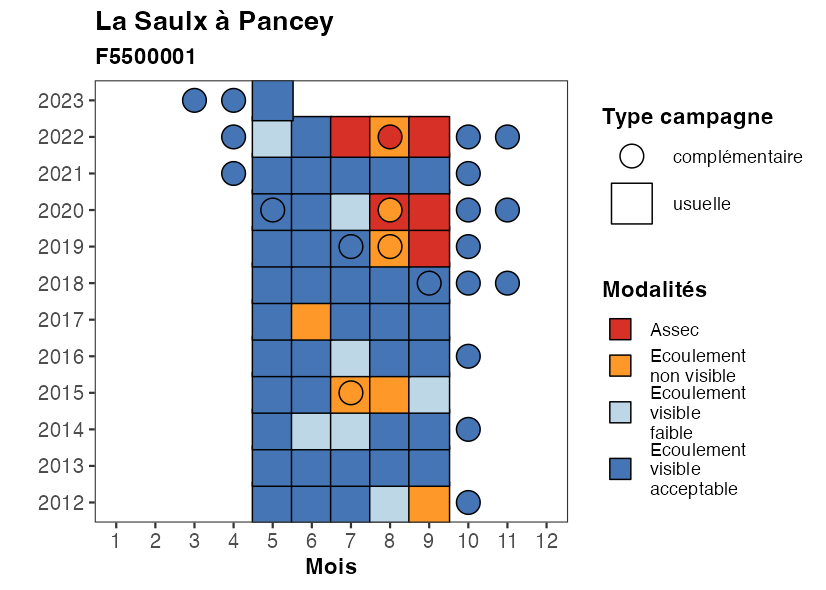 La Saulx à Pancey
F5500001
2023
2022
2021
2020
2019
2018
2017
2016
2015
2014
2013
2012
1 2 3 4 5 6 7 8 9 10 11 12
Mois
Type campagne
complémentaire
usuelle
Modalités
Assec
Ecoulement
non visible
Ecoulement
visible
faible
Ecoulement
visible
acceptable